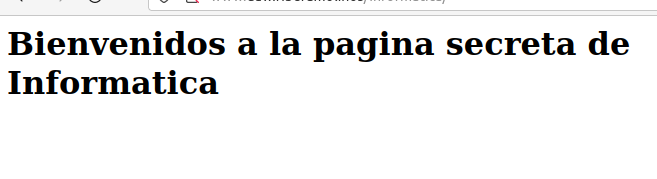 Bienvenidos a la pagina secreta de
Informatica